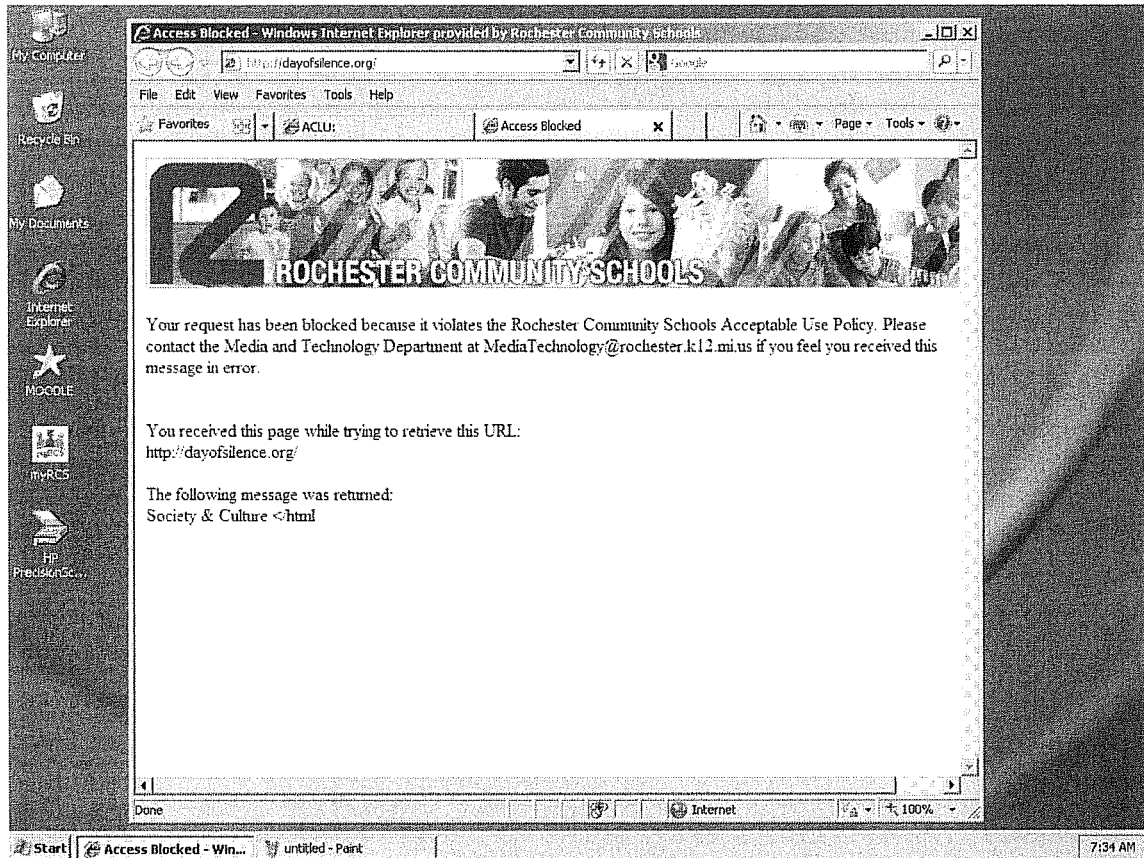 My Computer
Recycle Bin
My Documents
Internet
Explorer
MOODLE
myRCS
HP
PrecisionSc...
Access Blocked - Windows Internet Explorer provided by Rochester Community Schools
http://dayofsilence.org/
Google
File Edit View Favorites Tools Help
Favorites
ACLU:
Access Blocked
Page
Tools
ROCHESTER COMMUNITY SCHOOLS
Your request has been blocked because it violates the Rochester Community Schools Acceptable Use Policy. Please
contact the Media and Technology Department at MediaTechnology@rochester.k12.mi.us if you feel you received this
message in error.
You received this page while trying to retrieve this URL:
http://dayofsilence.org/
The following message was returned:
Society & Culture </html
Done
Internet
100%
Start
Access Blocked - Win...
untitled - Paint
7:34 AM